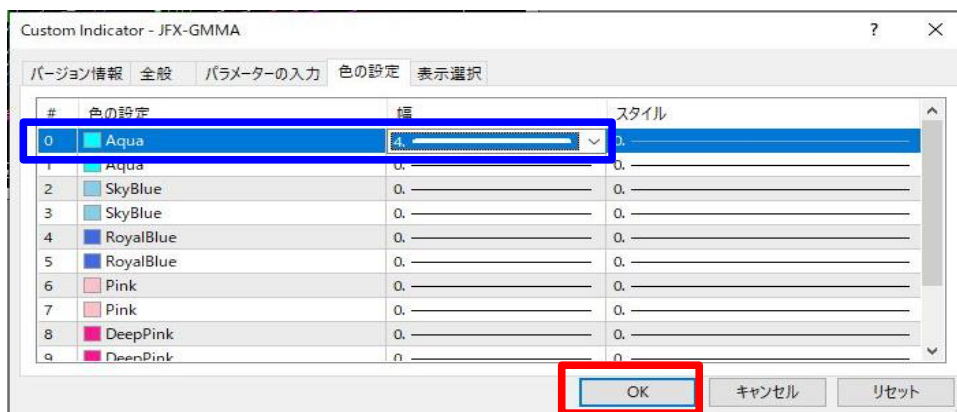 Custom Indicator - JFX-GMMA ? ×
バージョン情報 全般 パラメーターの入力 色の設定 表示選択
# 色の設定 幅 スタイル
0 Aqua 4. 0.
1 Aqua 0. 0.
2 SkyBlue 0. 0.
3 SkyBlue 0. 0.
4 RoyalBlue 0. 0.
5 RoyalBlue 0. 0.
6 Pink 0. 0.
7 Pink 0. 0.
8 DeepPink 0. 0.
9 DeepPink 0. 0.
OK キャンセル リセット